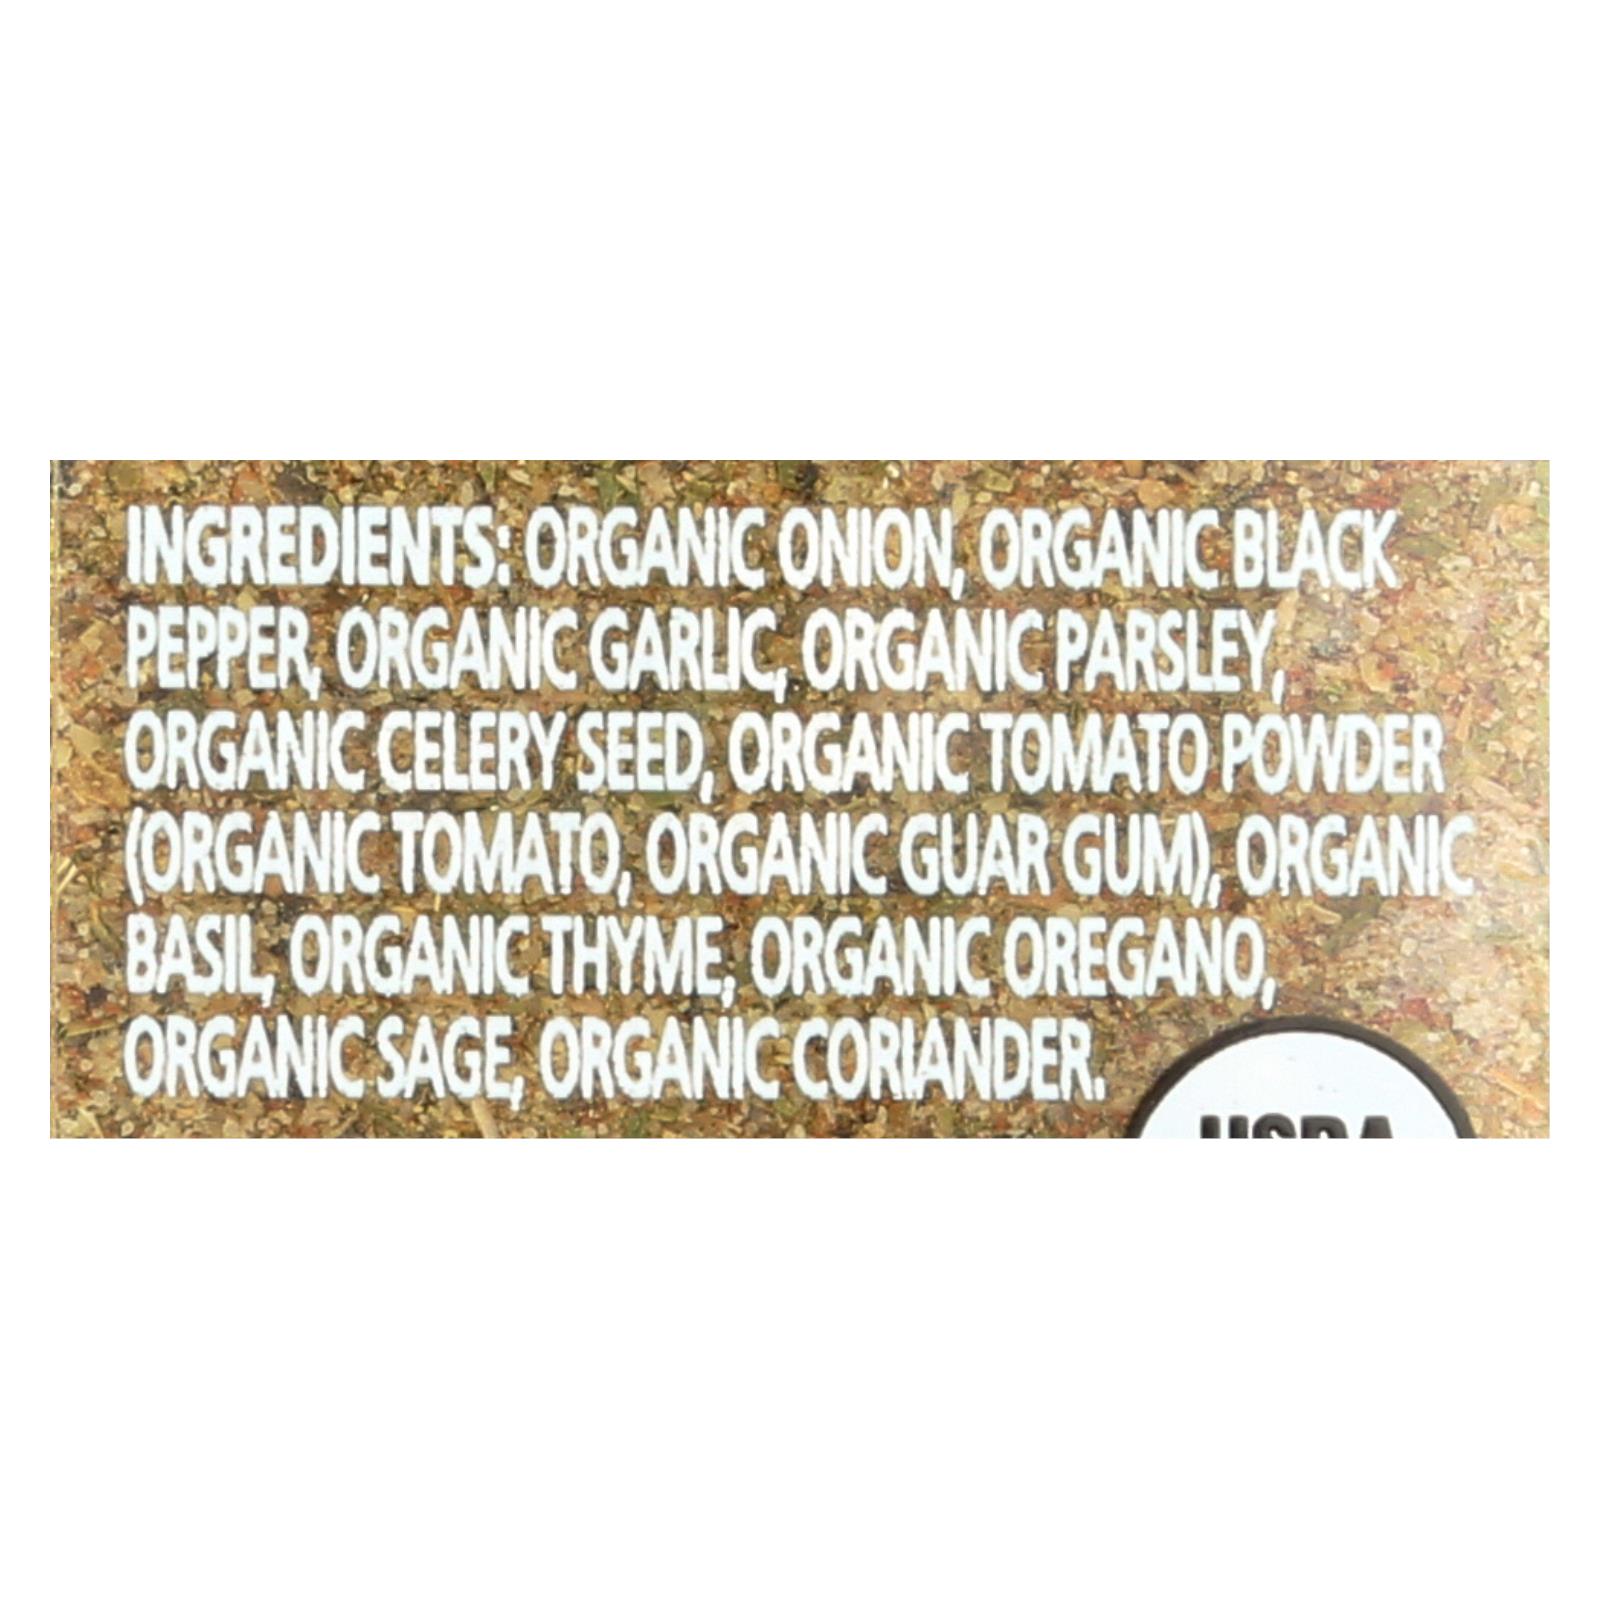 INGREDIENTS: ORGANIC ONION, ORGANIC BLACK
PEPPER, ORGANIC GARLIC, ORGANIC PARSLEY,
ORGANIC CELERY SEED, ORGANIC TOMATO POWDER
(ORGANIC TOMATO, ORGANIC GUAR GUM), ORGANIC
BASIL, ORGANIC THYME, ORGANIC OREGANO,
ORGANIC SAGE, ORGANIC CORIANDER.
USDA